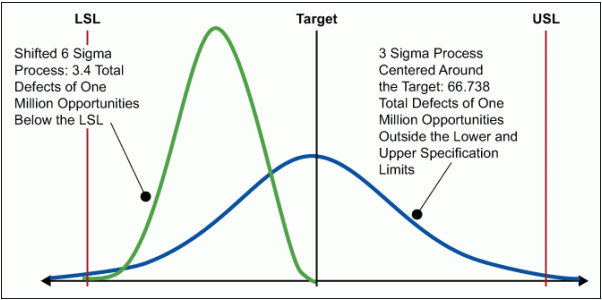 LSL
Target
USL
Shifted 6 Sigma
Process: 3.4 Total
Defects of One
Million Opportunities
Below the LSL
3 Sigma Process
Centered Around
the Target: 66.738
Total Defects of One
Million Opportunities
Outside the Lower and
Upper Specification
Limits